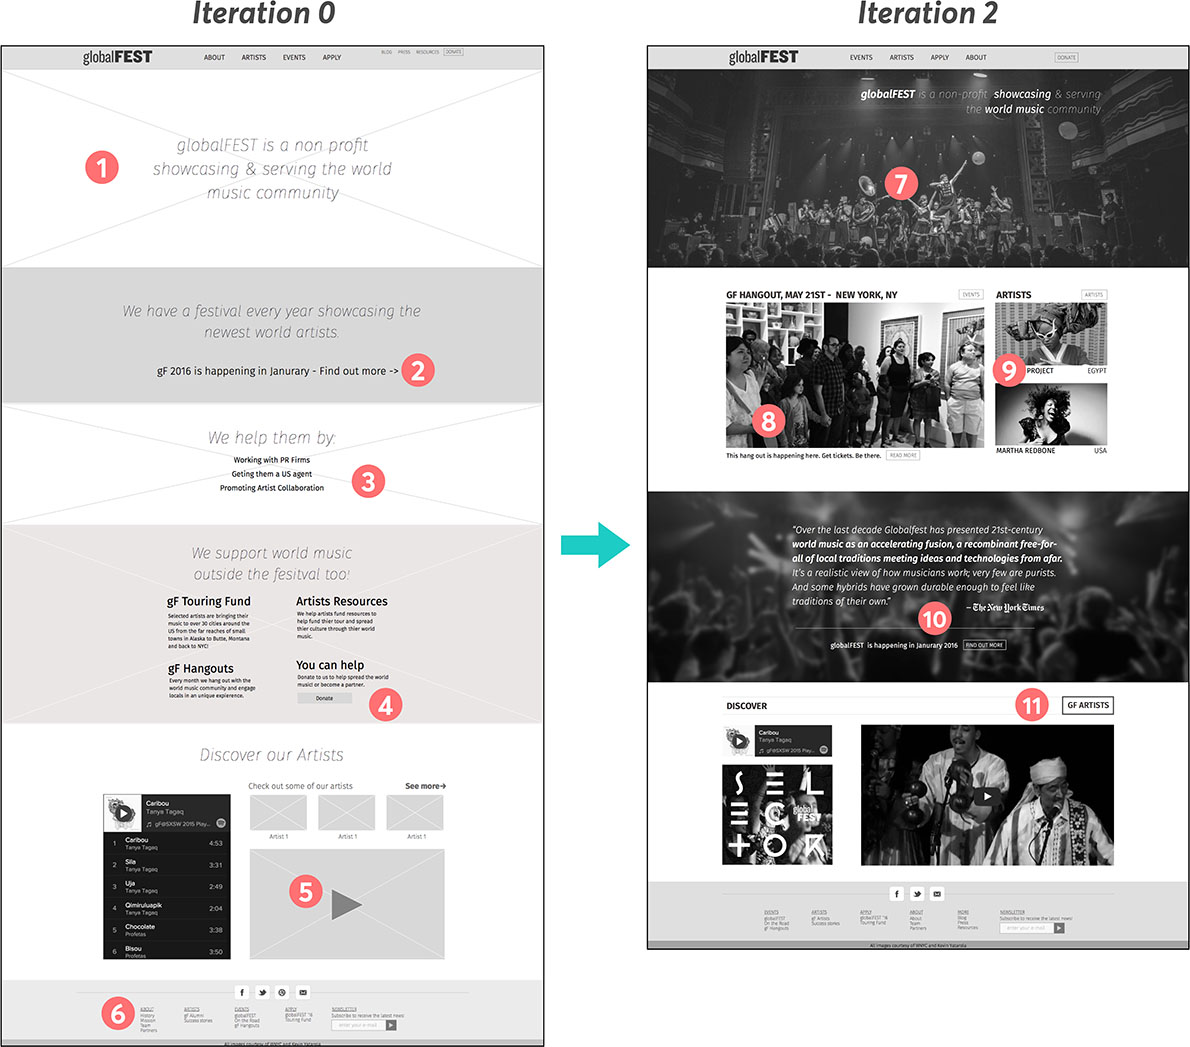 Iteration 0
globalFEST
ABOUT ARTISTS EVENTS APPLY
BLOG PRESS RESOURCES DONATE
1
globalFEST is a non profit
showcasing & serving the world
music community
We have a festival every year showcasing the
newest world artists.
gF 2016 is happening in Janurary - Find out more ->
2
We help them by:
Working with PR Firms
Geting them a US agent
Promoting Artist Collaboration
3
We support world music
outside the fesitval too!
gF Touring Fund
Selected artists are bringing their
music to over 30 cities around the
US from the far reaches of small
towns in Alaska to Butte, Montana
and back to NYC!
Artists Resources
We help artists fund resources to
help fund thier tour and spread
thier culture through thier world
music.
gF Hangouts
Every month we hang out with the
world music community and engage
locals in an unique expierence.
You can help
Donate to us to help spread the world
music! or become a partner.
Donate
4
Discover our Artists
Caribou
Tanya Tagaq
gF@SXSW 2015 Play...
1 Caribou 4:53
Tanya Tagaq
2 Sila 3:31
Tanya Tagaq
3 Uja 2:49
Tanya Tagaq
4 Qimiruluapik 2:04
Tanya Tagaq
5 Chocolate 3:38
Profetas
6 Bisou 3:50
Profetas
Check out some of our artists See more→
Artist 1 Artist 1 Artist 1
5
6
ABOUT
History
Mission
Team
Partners
ARTISTS
gF Alumni
Success stories
EVENTS
globalFEST
On the Road
gF Hangouts
APPLY
globalFEST '16
Touring Fund
NEWSLETTER
Subscribe to receive the latest news!
enter your e-mail
All images courtesy of WNYC and Kevin Yatarola
Iteration 2
globalFEST
EVENTS ARTISTS APPLY ABOUT
DONATE
globalFEST is a non-profit showcasing & serving
the world music community
7
GF HANGOUT, MAY 21ST - NEW YORK, NY
EVENTS
8
This hang out is happening here. Get tickets. Be there.
READ MORE
ARTISTS
ARTISTS
9
PROJECT EGYPT
MARTHA REDBONE USA
"Over the last decade Globalfest has presented 21st-century
world music as an accelerating fusion, a recombinant free-for-
all of local traditions meeting ideas and technologies from afar.
It's a realistic view of how musicians work; very few are purists.
And some hybrids have grown durable enough to feel like
traditions of their own."
– The New York Times
10
globalFEST is happening in Janurary 2016
FIND OUT MORE
DISCOVER
11
GF ARTISTS
Caribou
Tanya Tagaq
gF@SXSW 2015 Play...
SEL
ECT
OR
global
FEST
EVENTS
globalFEST
On the Road
gF Hangouts
ARTISTS
gF Artists
Success stories
APPLY
globalFEST '16
Touring Fund
ABOUT
About
Team
Partners
MORE
Blog
Press
Resources
NEWSLETTER
Subscribe to receive the latest news!
enter your e-mail
All images courtesy of WNYC and Kevin Yatarola